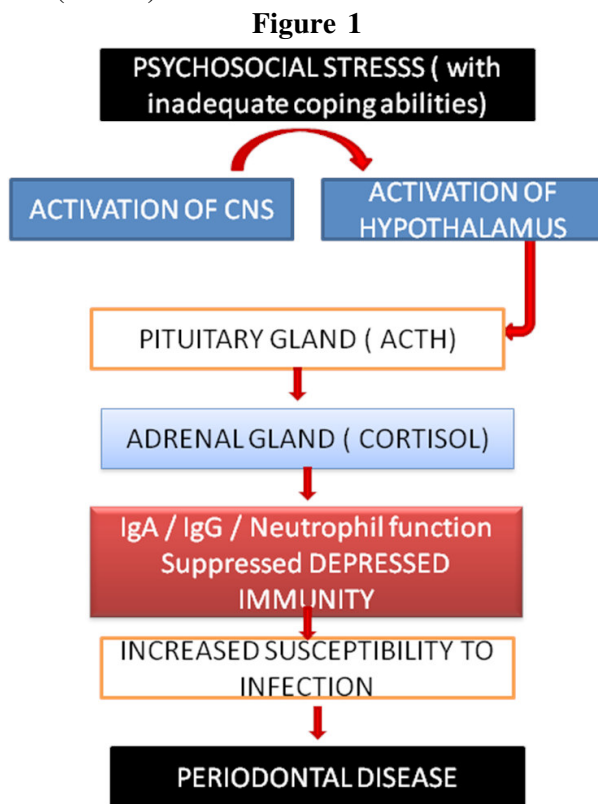 Figure 1
PSYCHOSOCIAL STRESSS ( with
inadequate coping abilities)
ACTIVATION OF CNS
ACTIVATION OF
HYPOTHALAMUS
PITUITARY GLAND ( ACTH)
ADRENAL GLAND ( CORTISOL)
IgA / IgG / Neutrophil function
Suppressed DEPRESSED
IMMUNITY
INCREASED SUSCEPTIBILITY TO
INFECTION
PERIODONTAL DISEASE